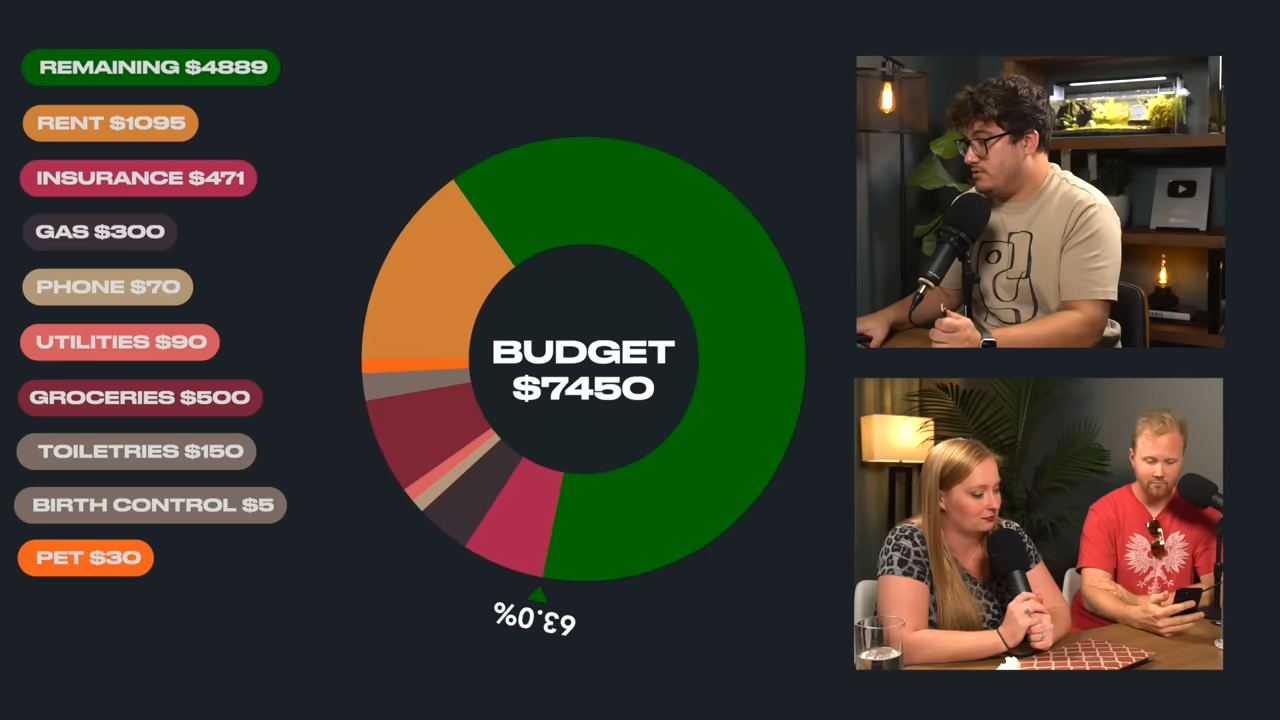 REMAINING $4889
RENT $1095
INSURANCE $471
GAS $300
PHONE $70
UTILITIES $90
GROCERIES $500
TOILETRIES $150
BIRTH CONTROL $5
PET $30
BUDGET
$7450
63.0%